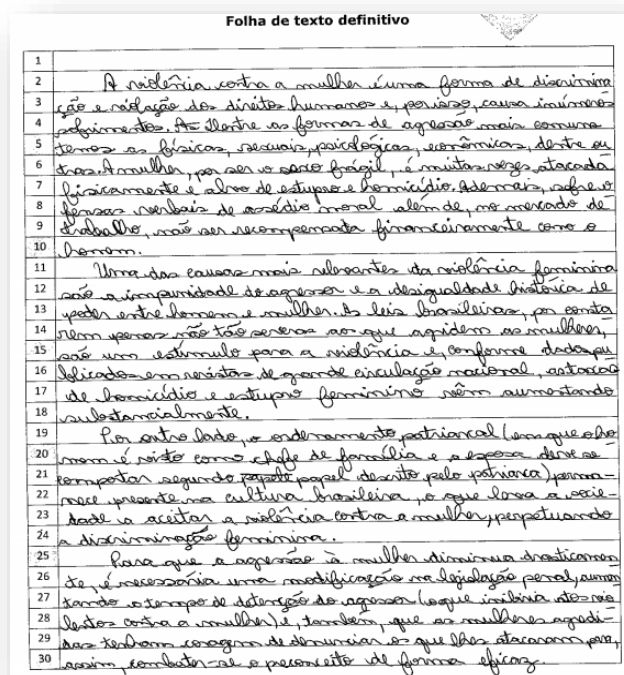 Folha de texto definitivo
1
2 A violência contra a mulher é uma forma de discrimina
3 ção e violação dos direitos humanos e, por isso, causa inúmeros
4 sofrimentos. As Dentre as formas de agressão mais comuns
5 temos as físicas, sexuais, psicológicas, econômicas, dentre ou
6 tras. A mulher, por ser o sexo frágil, é muitas vezes atacada
7 fisicamente e alvo de estupro e homicídio. Ademais, sofre o
8 fensas verbais de assédio moral além de, no mercado de
9 trabalho, não ser recompensata financeiramente como o
10 homem.
11 Uma das causas mais relevantes da violência feminina
12 são a impunidade do agressor e a desigualdade histórica de
13 poder entre homem e mulher. As leis brasileiras, por conta
14 rem penas não tão severas aos que agridem as mulheres,
15 são um estímulo para a violência e, conforme dados pu
16 blicados em revistas de grande circulação nacional, as taxas
17 de homicídio e estupro feminino vêm aumentando
18 substancialmente.
19 Por outro lado, o ordenamento patriarcal (em que o ho
20 mem é visto como chefe de família e a esposa deve se
21 comportar segundo papele papel descrito pelo patriarca) perma-
22 nece presente na cultura brasileira, o que leva a socie-
23 dade a aceitar a violência contra a mulher, perpetuando
24 a discriminação feminina.
25 Para que a agressão à mulher diminua drasticamen
26 te, é necessária uma modificação na legislação penal, aumen
27 tando o tempo de detenção do agressor (o que inibiria atos vio
28 lentos contra a mulher) e, também, que as mulheres agredi-
29 das tenham coragem de denunciar os que lhes atacaram para,
30 assim, combater-se o preconceito de forma eficaz.